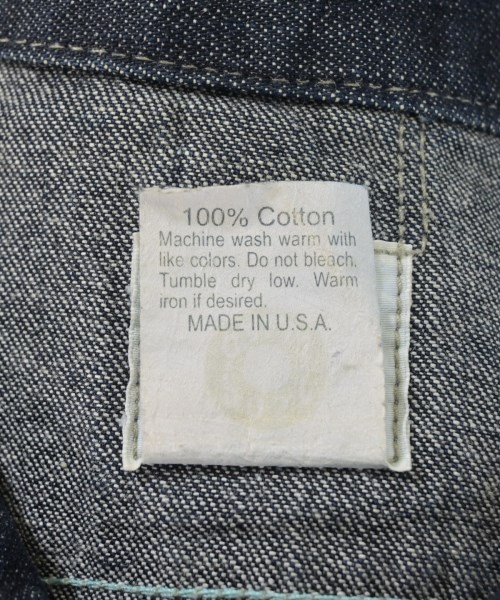 100% Cotton
Machine wash warm with
like colors. Do not bleach.
Tumble dry low. Warm
iron if desired.
MADE IN U.S.A.